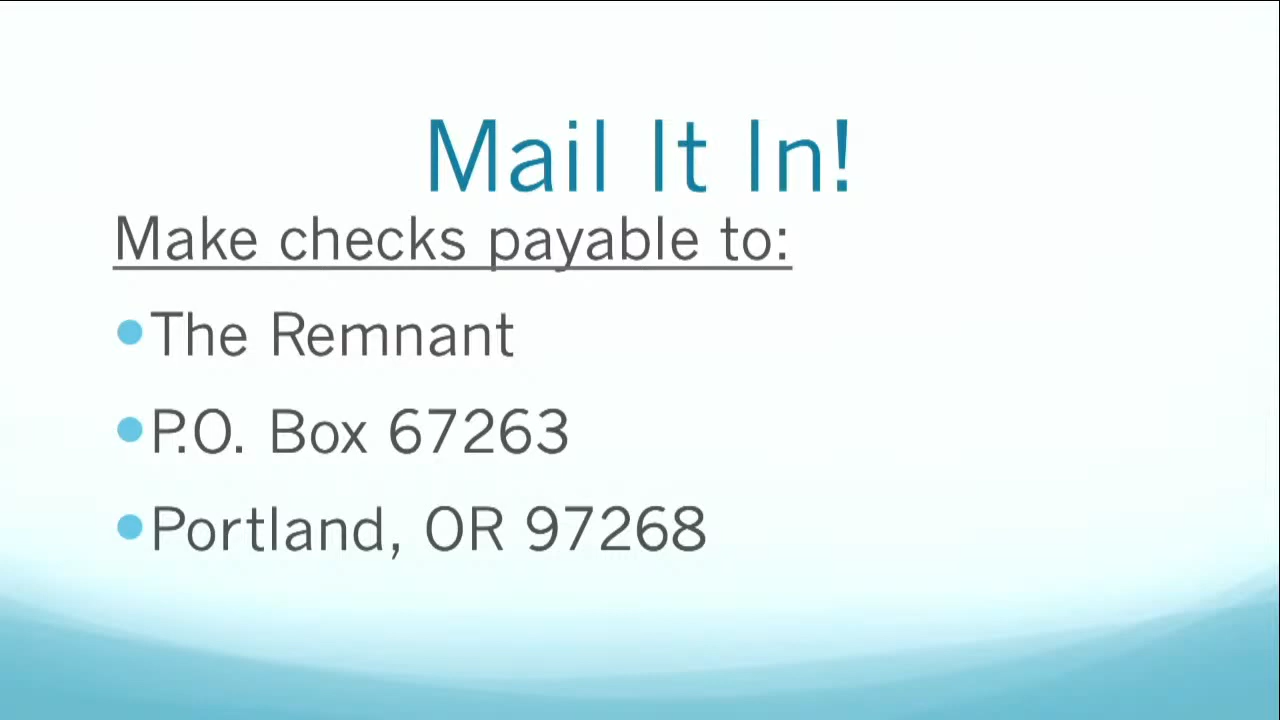 Mail It In!
Make checks payable to:
The Remnant
P.O. Box 67263
Portland, OR 97268